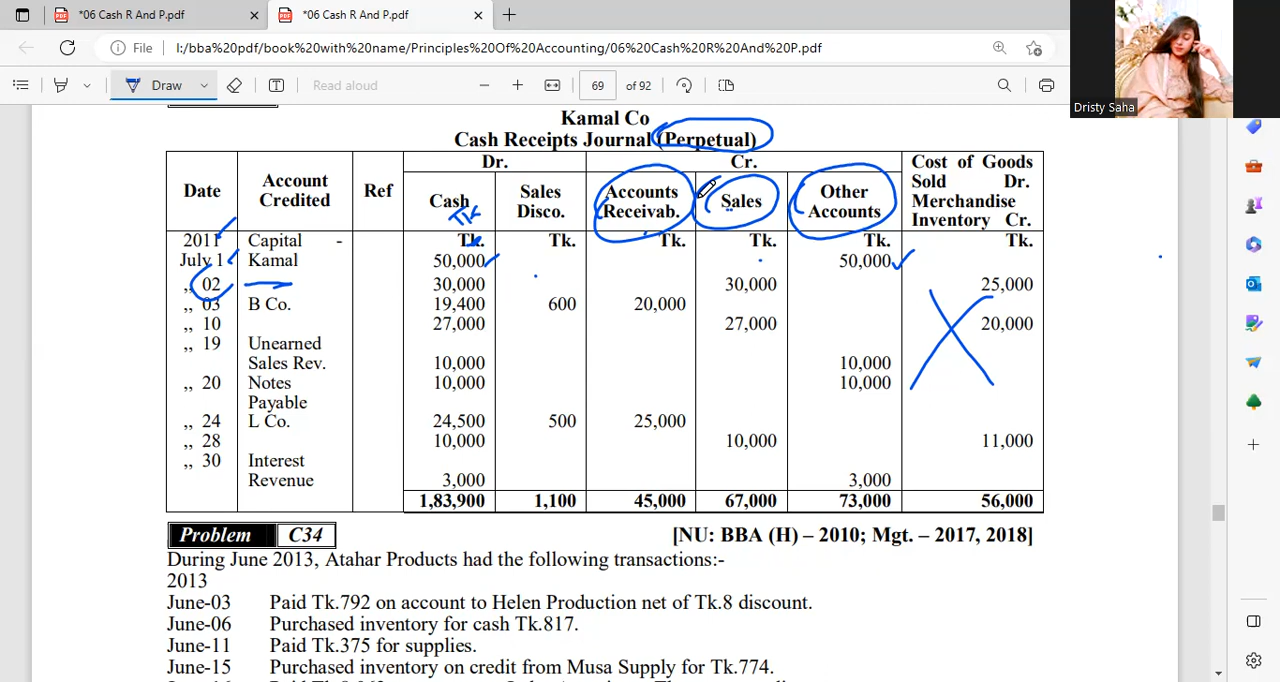 *06 Cash R And P.pdf
*06 Cash R And P.pdf
File
I:/bba%20pdf/book%20with%20name/Principles%20Of%20Accounting/06%20Cash%20R%20And%20P.pdf
Draw
Read aloud
69
of 92
Dristy Saha
Kamal Co
Cash Receipts Journal (Perpetual)
Date
Account Credited
Ref
Dr.
Cr.
Cost of Goods Sold Dr. Merchandise Inventory Cr.
Cash
Sales Disco.
Accounts Receivab.
Sales
Other Accounts
TK
2011 Capital - Tk. Tk. Tk. Tk. Tk. Tk.
July 1 Kamal 50,000 50,000
,, 02 30,000 30,000 25,000
,, 03 B Co. 19,400 600 20,000
,, 10 27,000 27,000 20,000
,, 19 Unearned
Sales Rev. 10,000 10,000
,, 20 Notes 10,000 10,000
Payable
,, 24 L Co. 24,500 500 25,000
,, 28 10,000 10,000 11,000
,, 30 Interest
Revenue 3,000 3,000
1,83,900 1,100 45,000 67,000 73,000 56,000
Problem C34 [NU: BBA (H) – 2010; Mgt. – 2017, 2018]
During June 2013, Atahar Products had the following transactions:-
2013
June-03 Paid Tk.792 on account to Helen Production net of Tk.8 discount.
June-06 Purchased inventory for cash Tk.817.
June-11 Paid Tk.375 for supplies.
June-15 Purchased inventory on credit from Musa Supply for Tk.774.